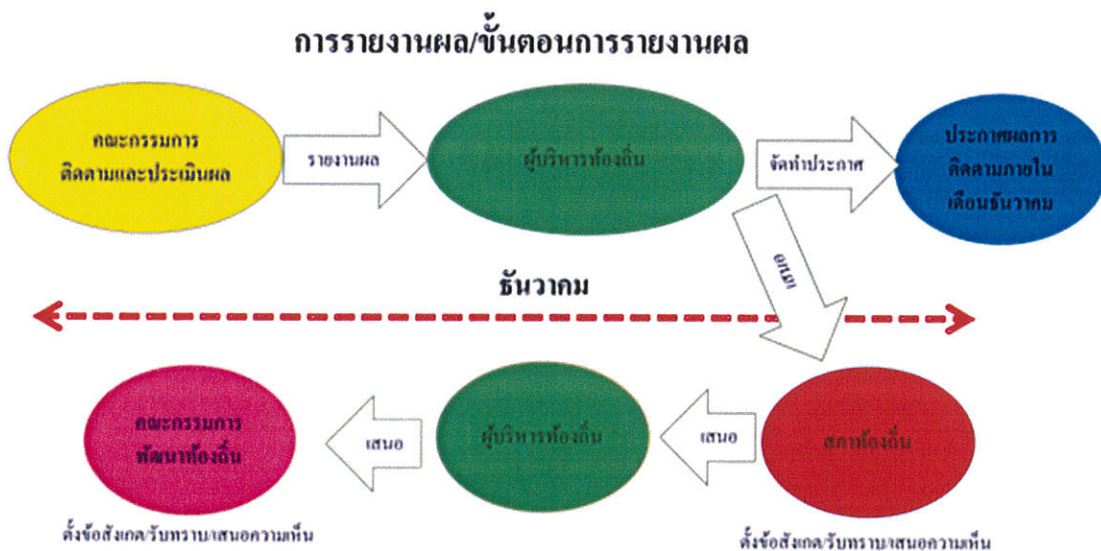 การรายงานผล/ขั้นตอนการรายงานผล
คณะกรรมการ
ติดตามและประเมินผล
รายงานผล
ผู้บริหารท้องถิ่น
จัดทำประกาศ
ประกาศผลการ
ติดตามภายใน
เดือนธันวาคม
เสนอ
ธันวาคม
คณะกรรมการ
พัฒนาท้องถิ่น
เสนอ
ผู้บริหารท้องถิ่น
เสนอ
สภาท้องถิ่น
ตั้งข้อสังเกต/รับทราบ/เสนอความเห็น
ตั้งข้อสังเกต/รับทราบ/เสนอความเห็น